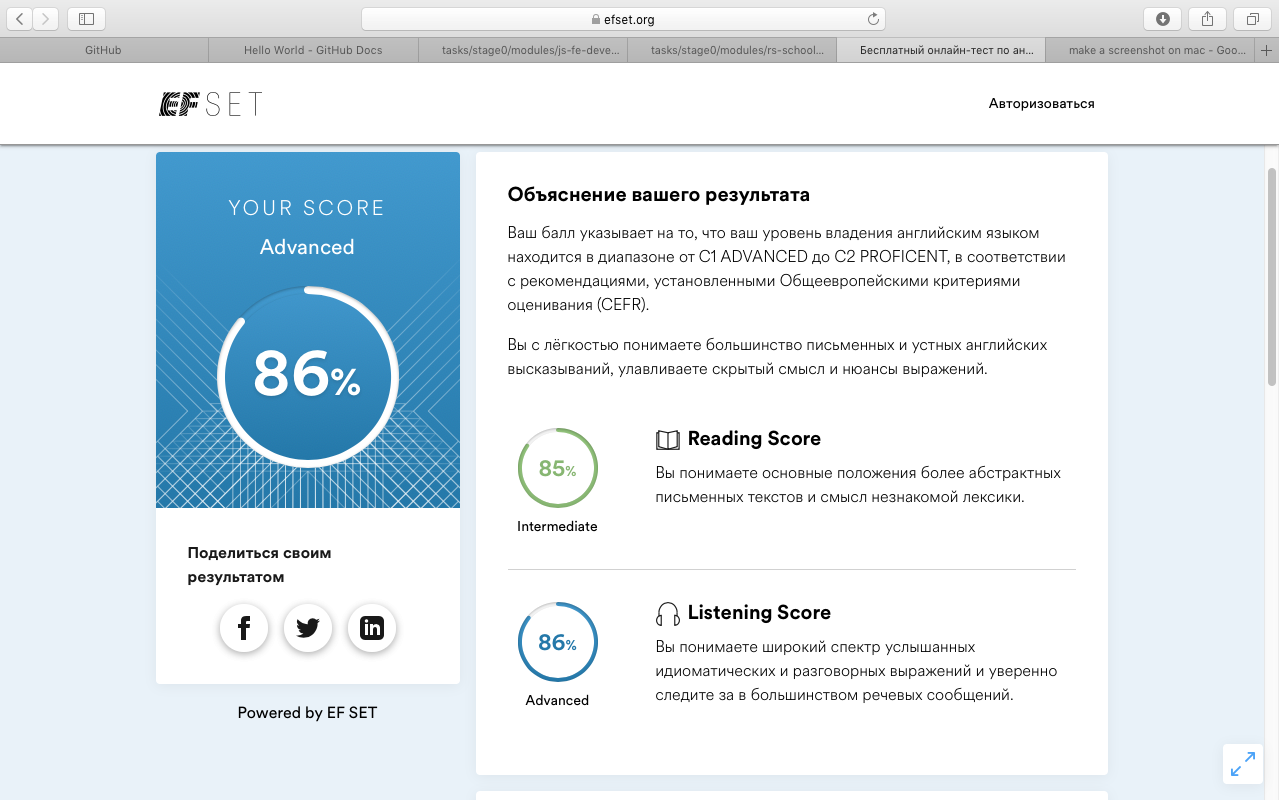 efset.org
GitHub
Hello World - GitHub Docs
tasks/stage0/modules/js-fe-deve...
tasks/stage0/modules/rs-school...
Бесплатный онлайн-тест по ан...
make a screenshot on mac - Goo...
EF SET
Авторизоваться
YOUR SCORE
Advanced
86%
Поделиться своим
результатом
Powered by EF SET
Объяснение вашего результата
Ваш балл указывает на то, что ваш уровень владения английским языком
находится в диапазоне от C1 ADVANCED до C2 PROFICENT, в соответствии
с рекомендациями, установленными Общеевропейскими критериями
оценивания (CEFR).
Вы с лёгкостью понимаете большинство письменных и устных английских
высказываний, улавливаете скрытый смысл и нюансы выражений.
85%
Intermediate
Reading Score
Вы понимаете основные положения более абстрактных
письменных текстов и смысл незнакомой лексики.
86%
Advanced
Listening Score
Вы понимаете широкий спектр услышанных
идиоматических и разговорных выражений и уверенно
следите за в большинством речевых сообщений.